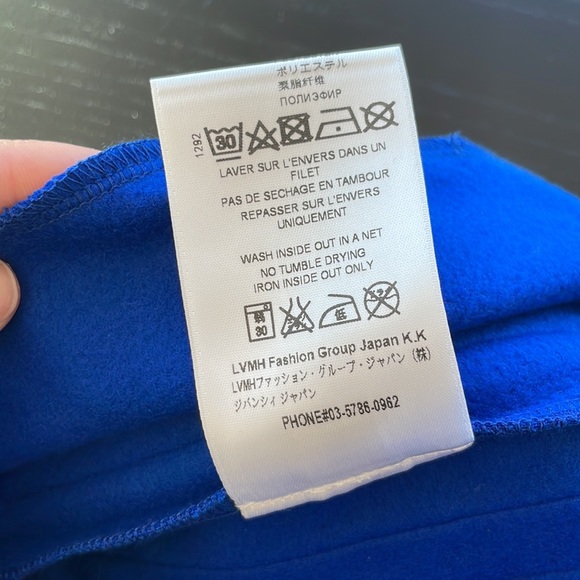 ポリエステル
聚脂纤维
ПОЛИЭФИР
1292
30
LAVER SUR L'ENVERS DANS UN
FILET
PAS DE SECHAGE EN TAMBOUR
REPASSER SUR L'ENVERS
UNIQUEMENT
WASH INSIDE OUT IN A NET
NO TUMBLE DRYING
IRON INSIDE OUT ONLY
弱 低
30
LVMH Fashion Group Japan K.K
LVMHファッション・グループ・ジャパン (株)
ジバンシィ ジャパン
PHONE#03-5786-0962